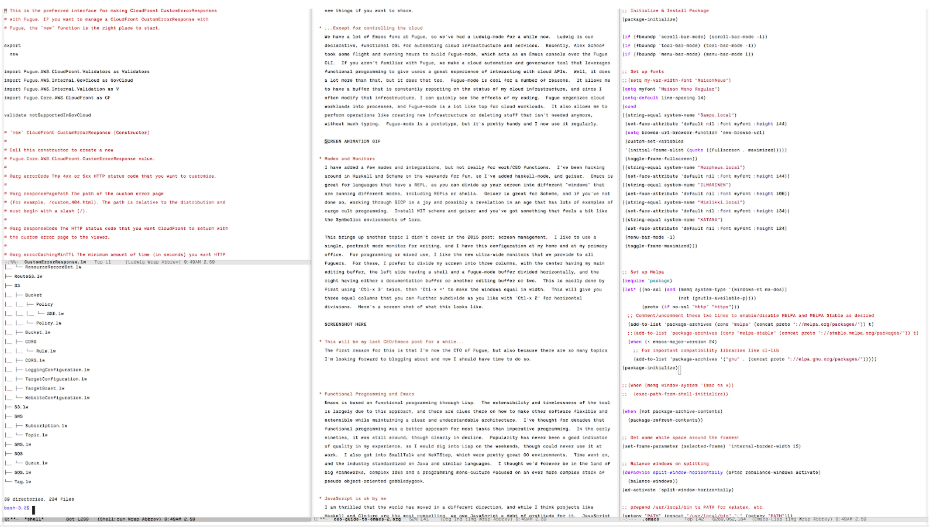 # This is the preferred interface for making CloudFront CustomErrorResponses
# with Fugue. If you want to manage a CloudFront CustomErrorResponse with
# Fugue, the "new" function is the right place to start.
export
new
import Fugue.AWS.CloudFront.Validators as Validators
import Fugue.AWS.Internal.GovCloud as GovCloud
import Fugue.AWS.Internal.Validation as V
import Fugue.Core.AWS.CloudFront as CF
validate notSupportedInGovCloud
# "new" CloudFront CustomErrorResponse (Constructor)
#
# Call this constructor to create a new
# Fugue.Core.AWS.CloudFront.CustomErrorResponse value.
#
# @arg errorCode The 4xx or 5xx HTTP status code that you want to customize.
#
# @arg responsePagePath The path of the custom error page
# (for example, /custom_404.html). The path is relative to the distribution and
# must begin with a slash (/).
#
# @arg responseCode The HTTP status code that you want CloudFront to return with
# the custom error page to the viewer.
#
# @arg errorCachingMinTTL The minimum amount of time (in seconds) you want HTTP
CustomErrorResponse.lw Top L1 (Ludwig Wrap Abbrev) 9:49AM 2.59
ResourceRecordSet.lw
Route53.lw
S3
Bucket
Policy
SSE.lw
Policy.lw
Bucket.lw
CORS
Rule.lw
CORS.lw
LoggingConfiguration.lw
TargetConfiguration.lw
TargetGrant.lw
WebsiteConfiguration.lw
S3.lw
SNS
Subscription.lw
Topic.lw
SNS.lw
SQS
Queue.lw
SQS.lw
Tag.lw
39 directories, 234 files
bash-3.2$
*shell* Bot L259 (Shell:run Wrap Abbrev) 9:49AM 2.59
new things if you want to share.
* ...Except for controlling the cloud
We have a lot of Emacs fans at Fugue, so we've had a Ludwig-mode for a while now. Ludwig is our
declarative, functional DSL for automating cloud infrastructure and services. Recently, Alex Schoof
took some flight and evening hours to build fugue-mode, which acts as an Emacs console over the Fugue
CLI. If you aren't familiar with Fugue, we make a cloud automation and governance tool that leverages
functional programming to give users a great experience of interacting with cloud APIs. Well, it does
a lot more than that, but it does that too. Fugue-mode is cool for a number of reasons. It allows me
to have a buffer that is constantly reporting on the status of my cloud infrastructure, and since I
often modify that infrastructure, I can quickly see the effects of my coding. Fugue organizes cloud
workloads into processes, and Fugue-mode is a lot like top for cloud workloads. It also allows me to
perform operations like creating new infrastructure or deleting stuff that isn't needed anymore,
without much typing. Fugue-mode is a prototype, but it's pretty handy and I now use it regularly.
SCREEN ANIMATION GIF
* Modes and Monitors
I have added a few modes and integrations, but not really for work/CEO functions. I've been hacking
around in Haskell and Scheme on the weekends for fun, so I've added haskell-mode, and geiser. Emacs is
great for languages that have a REPL, as you can divide up your screen into different "windows" that
are running different modes, including REPLs or shells. Geiser is great for Scheme, and if you've not
done so, working through SICP is a joy and possibly a revelation in an age that has lots of examples of
cargo cult programming. Install MIT scheme and geiser and you've got something that feels a bit like
the Symbolics environments of lore.
This brings up another topic I didn't cover in the 2015 post: screen management. I like to use a
single, portrait mode monitor for writing, and I have this configuration at my home and at my primary
office. For programming or mixed use, I like the new ultra-wide monitors that we provide to all
Fuguers. For these, I prefer to divide my screen into three columns, with the center having my main
editing buffer, the left side having a shell and a fugue-mode buffer divided horizontally, and the
right having either a documentation buffer or another editing buffer or two. This is easily done by
first using 'Ctl-x 3' twice, then 'Ctl-x +' to make the windows equal in width. This will give you
three equal columns that you can further subdivide as you like with 'Ctl-x 2' for horizontal
divisions. Here's a screen shot of what this looks like.
SCREENSHOT HERE
* This will be my last CEO/Emacs post for a while...
The first reason for this is that I'm now the CTO of Fugue, but also because there are so many topics
I'm looking forward to blogging about and now I should have time to do so.
* Functional Programming and Emacs
Emacs is based on functional programming through Lisp. The extensibility and timelessness of the tool
is largely due to this approach, and there are clues there on how to make other software flexible and
extensible while maintaining a clear and understandable architecture. I've thought for decades that
functional programming was a better approach for most tasks than imperative programming. In the early
nineties, it was still around, though clearly in decline. Popularity has never been a good indicator
of quality in my experience, so I would dig into Lisp on the weekends, though could never use it at
work. I also got into SmallTalk and NeXTStep, which were pretty great OO environments. Time went on,
and the industry standardized on Java and similar languages. I thought we'd forever be in the land of
big frameworks, complex idea and a programming mono-culture focused on an ever more complex stack of
pseudo object-oriented gobbledygook.
* JavaScript is ok by me
I am thrilled that the world has moved in a different direction, and while projects like
;; Initialize & Install Package
(package-initialize)
(if (fboundp 'scroll-bar-mode) (scroll-bar-mode -1))
(if (fboundp 'tool-bar-mode) (tool-bar-mode -1))
(if (fboundp 'menu-bar-mode) (menu-bar-mode -1))
;; Set up Fonts
;;(setq my-var-width-font "MaisonNeue")
(setq myfont "Maison Mono Regular")
(setq-default line-spacing 14)
(cond
((string-equal system-name "Sampo.local")
(set-face-attribute 'default nil :font myfont :height 144)
(setq browse-url-browser-function 'eww-browse-url)
(custom-set-variables
'(initial-frame-alist (quote ((fullscreen . maximized)))))
(toggle-frame-fullscreen))
((string-equal system-name "Morpheus.local")
(set-face-attribute 'default nil :font myfont :height 144))
((string-equal system-name "ILMARINEN")
(set-face-attribute 'default nil :font myfont :height 106))
((string-equal system-name "Mielikki.local")
(set-face-attribute 'default nil :font myfont :height 134))
((string-equal system-name "KATANA")
(set-face-attribute 'default nil :font myfont :height 124)
(menu-bar-mode -1)
(toggle-frame-maximized)))
;; Set up Melpa
(require 'package)
(let* ((no-ssl (and (memq system-type '(windows-nt ms-dos))
(not (gnutls-available-p))))
(proto (if no-ssl "http" "https")))
;; Comment/uncomment these two lines to enable/disable MELPA and MELPA Stable as desired
(add-to-list 'package-archives (cons "melpa" (concat proto "://melpa.org/packages/")) t)
;;(add-to-list 'package-archives (cons "melpa-stable" (concat proto "://stable.melpa.org/packages/")) t)
(when (< emacs-major-version 24)
;; For important compatibility libraries like cl-lib
(add-to-list 'package-archives '("gnu" . (concat proto "://elpa.gnu.org/packages/")))))
(package-initialize)
;;(when (memq window-system '(mac ns x))
;; (exec-path-from-shell-initialize))
(when (not package-archive-contents)
(package-refresh-contents))
;; Get some white space around the frameer
(set-frame-parameter (selected-frame) 'internal-border-width 15)
;; Balance windows on splitting
(defadvice split-window-horizontally (after rebalance-windows activate)
(balance-windows))
(ad-activate 'split-window-horizontally)
;; prepend /usr/local/bin to PATH for aalaten, etc